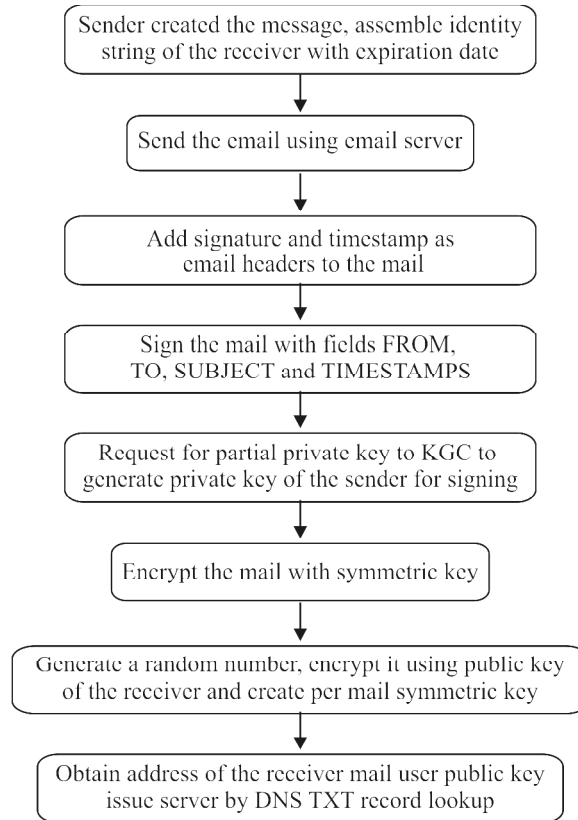 Sender created the message, assemble identity
string of the receiver with expiration date
Send the email using email server
Add signature and timestamp as
email headers to the mail
Sign the mail with fields FROM,
TO, SUBJECT and TIMESTAMPS
Request for partial private key to KGC to
generate private key of the sender for signing
Encrypt the mail with symmetric key
Generate a random number, encrypt it using public key
of the receiver and create per mail symmetric key
Obtain address of the receiver mail user public key
issue server by DNS TXT record lookup